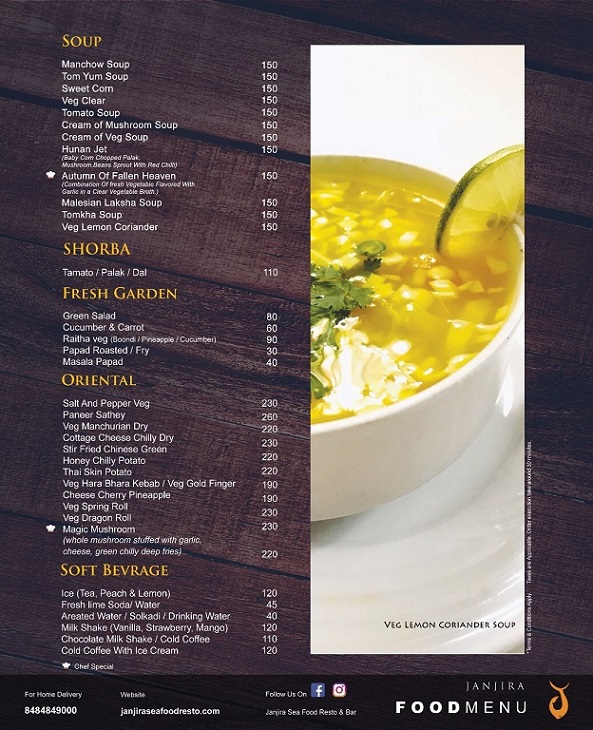 SOUP
Manchow Soup 150
Tom Yum Soup 150
Sweet Corn 150
Veg Clear 150
Tomato Soup 150
Cream of Mushroom Soup 150
Cream of Veg Soup 150
Hunan Jet 150
(Baby Corn Chopped Palak,
Mushroom,Beans Sprout With Red Chilli)
Autumn Of Fallen Heaven 150
(Combination Of fresh Vegetable Flavored With
Garlic in a Clear Vegetable Broth.)
Malesian Laksha Soup 150
Tomkha Soup 150
Veg Lemon Coriander 150
SHORBA
Tamato / Palak / Dal 110
FRESH GARDEN
Green Salad 80
Cucumber & Carrot 60
Raitha veg (Boondi / Pineapple / Cucumber) 90
Papad Roasted / Fry 30
Masala Papad 40
ORIENTAL
Salt And Pepper Veg 230
Paneer Sathey 260
Veg Manchurian Dry 220
Cottage Cheese Chilly Dry 230
Stir Fried Chinese Green
Honey Chilly Potato 220
Thai Skin Potato 220
Veg Hara Bhara Kebab / Veg Gold Finger 190
Cheese Cherry Pineapple 190
Veg Spring Roll
Veg Dragon Roll 230
Magic Mushroom 230
(whole mushroom stuffed with garlic,
cheese, green chilly deep fries) 220
SOFT BEVRAGE
Ice (Tea, Peach & Lemon) 120
Fresh lime Soda/ Water 45
Areated Water / Solkadi / Drinking Water 40
Milk Shake (Vanilla, Strawberry, Mango) 120
Chocolate Milk Shake / Cold Coffee 110
Cold Coffee With Ice Cream 120
Chef Special
VEG LEMON CORIANDER SOUP
*Terms & Conditions Apply. Taxes are Applicable. Order execution take around 30 minutes.
For Home Delivery
8484849000
Website
janjiraseafoodresto.com
Follow Us On
Janjira Sea Food Resto & Bar
JANJIRA
FOODMENU